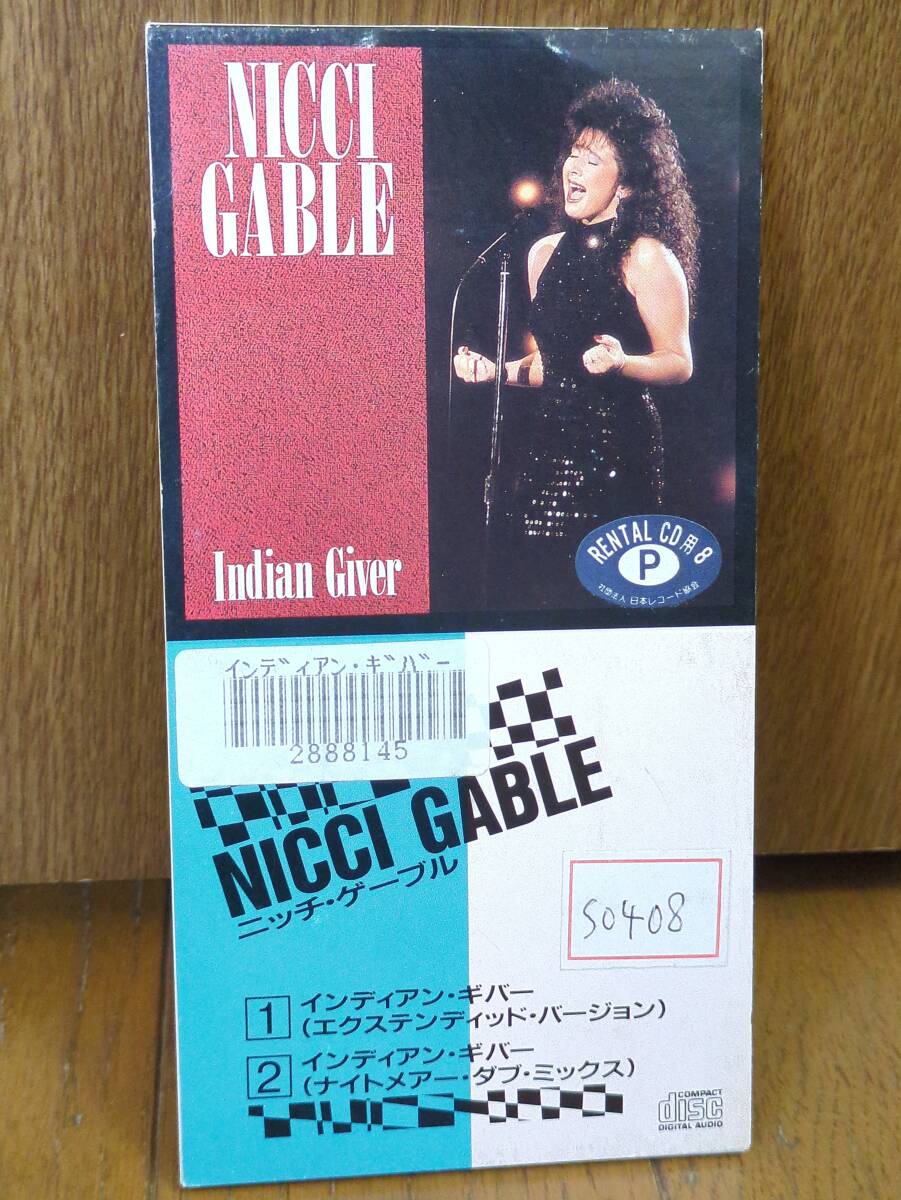 NICCI
GABLE
Indian Giver
RENTAL CD用 8
P
社団法人 日本レコード協会
インディアン・ギバー
2888145
NICCI GABLE
ニッチ・ゲーブル
S0408
1 インディアン・ギバー
(エクステンディッド・バージョン)
2 インディアン・ギバー
(ナイトメアー・ダブ・ミックス)
COMPACT
disc
DIGITAL AUDIO